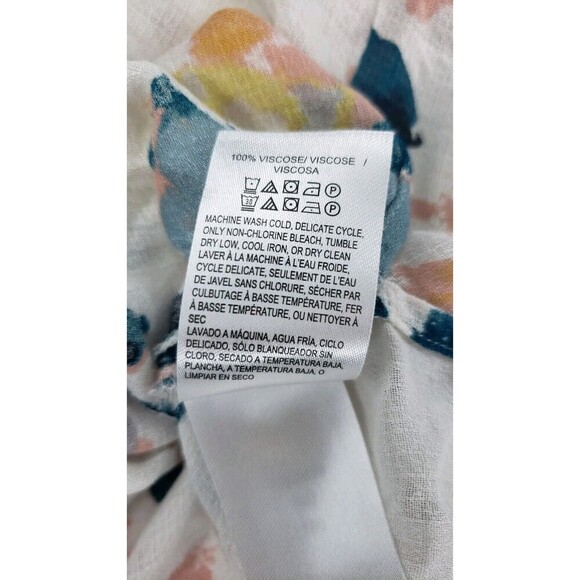 100% VISCOSE/ VISCOSE /
VISCOSA
MACHINE WASH COLD, DELICATE CYCLE,
ONLY NON-CHLORINE BLEACH, TUMBLE
DRY LOW, COOL IRON, OR DRY CLEAN
LAVER À LA MACHINE À L'EAU FROIDE,
CYCLE DELICATE, SEULEMENT DE L'EAU
DE JAVEL SANS CHLORURE, SÉCHER PAR
CULBUTAGE À BASSE TEMPÉRATURE, FER
À BASSE TEMPÉRATURE, OU NETTOYER À
SEC
LAVADO A MÁQUINA, AGUA FRÍA, CICLO
DELICADO, SÓLO BLANQUEADOR SIN
CLORO, SECADO A TEMPERATURA BAJA,
PLANCHA, A TEMPERATURA BAJA, O
LIMPIAR EN SECO